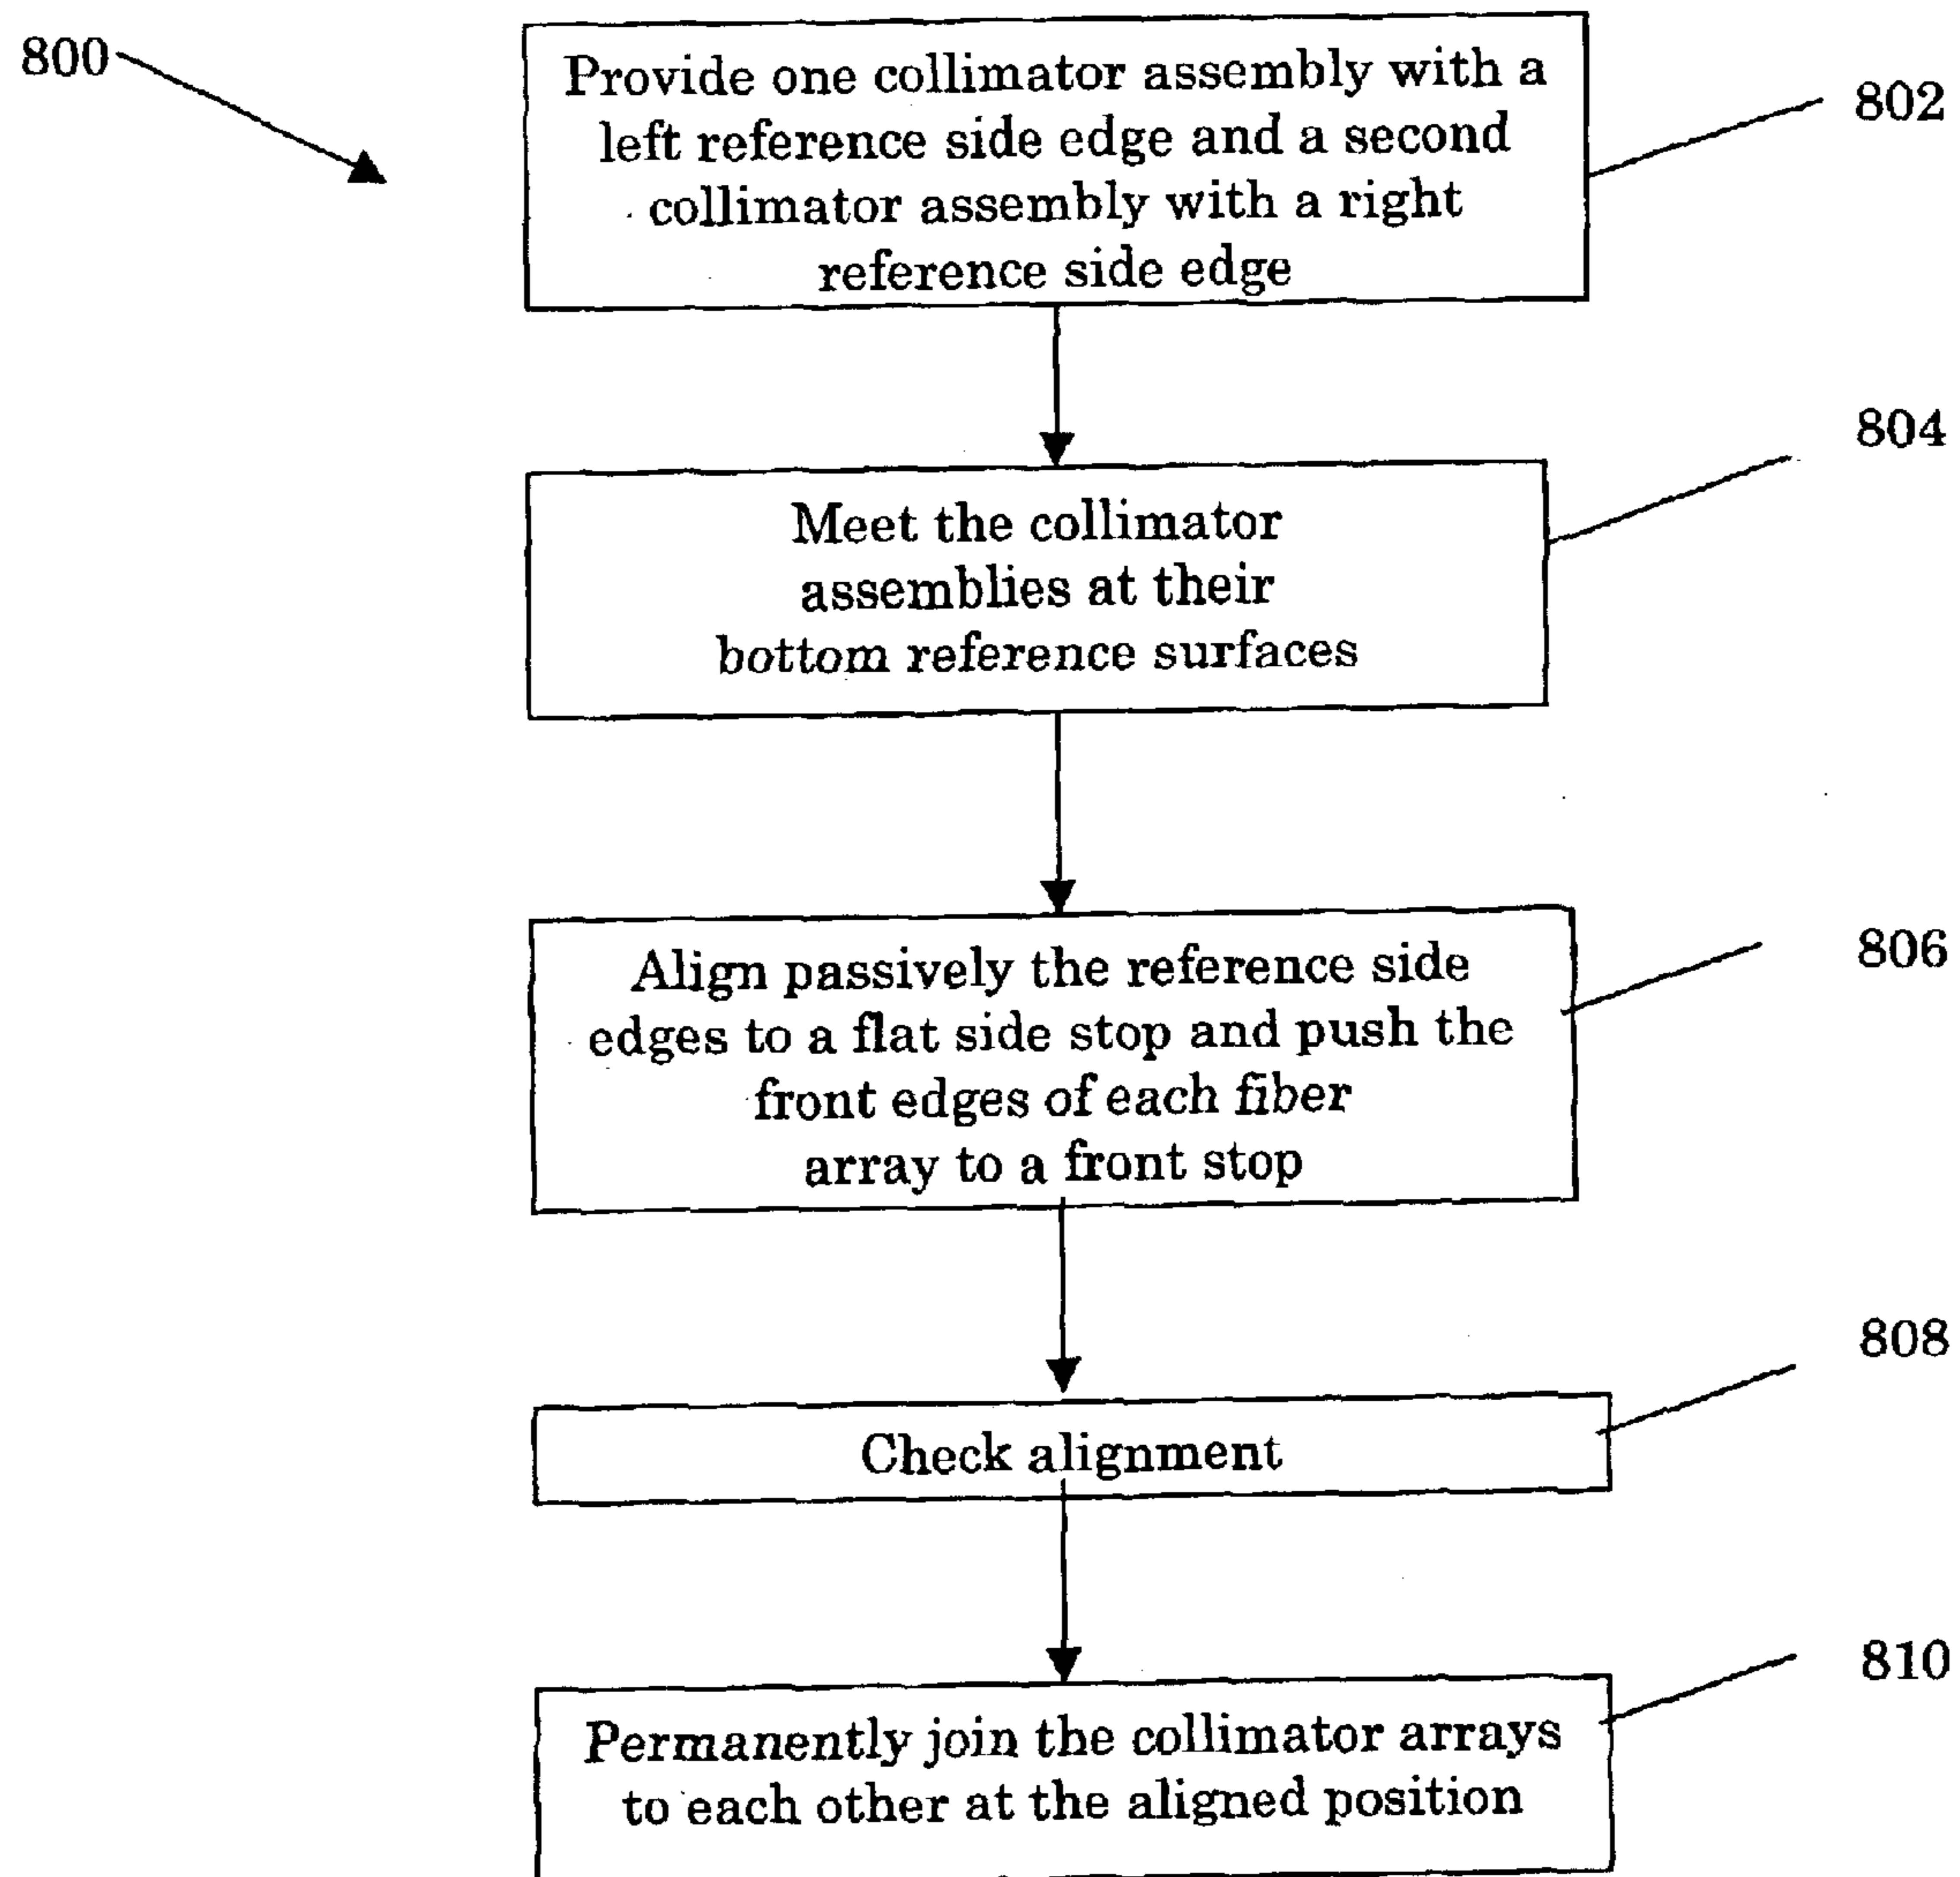 800
Provide one collimator assembly with a
left reference side edge and a second
collimator assembly with a right
reference side edge
802
Meet the collimator
assemblies at their
bottom reference surfaces
804
Align passively the reference side
edges to a flat side stop and push the
front edges of each fiber
array to a front stop
806
Check alignment
808
Permanently join the collimator arrays
to each other at the aligned position
810